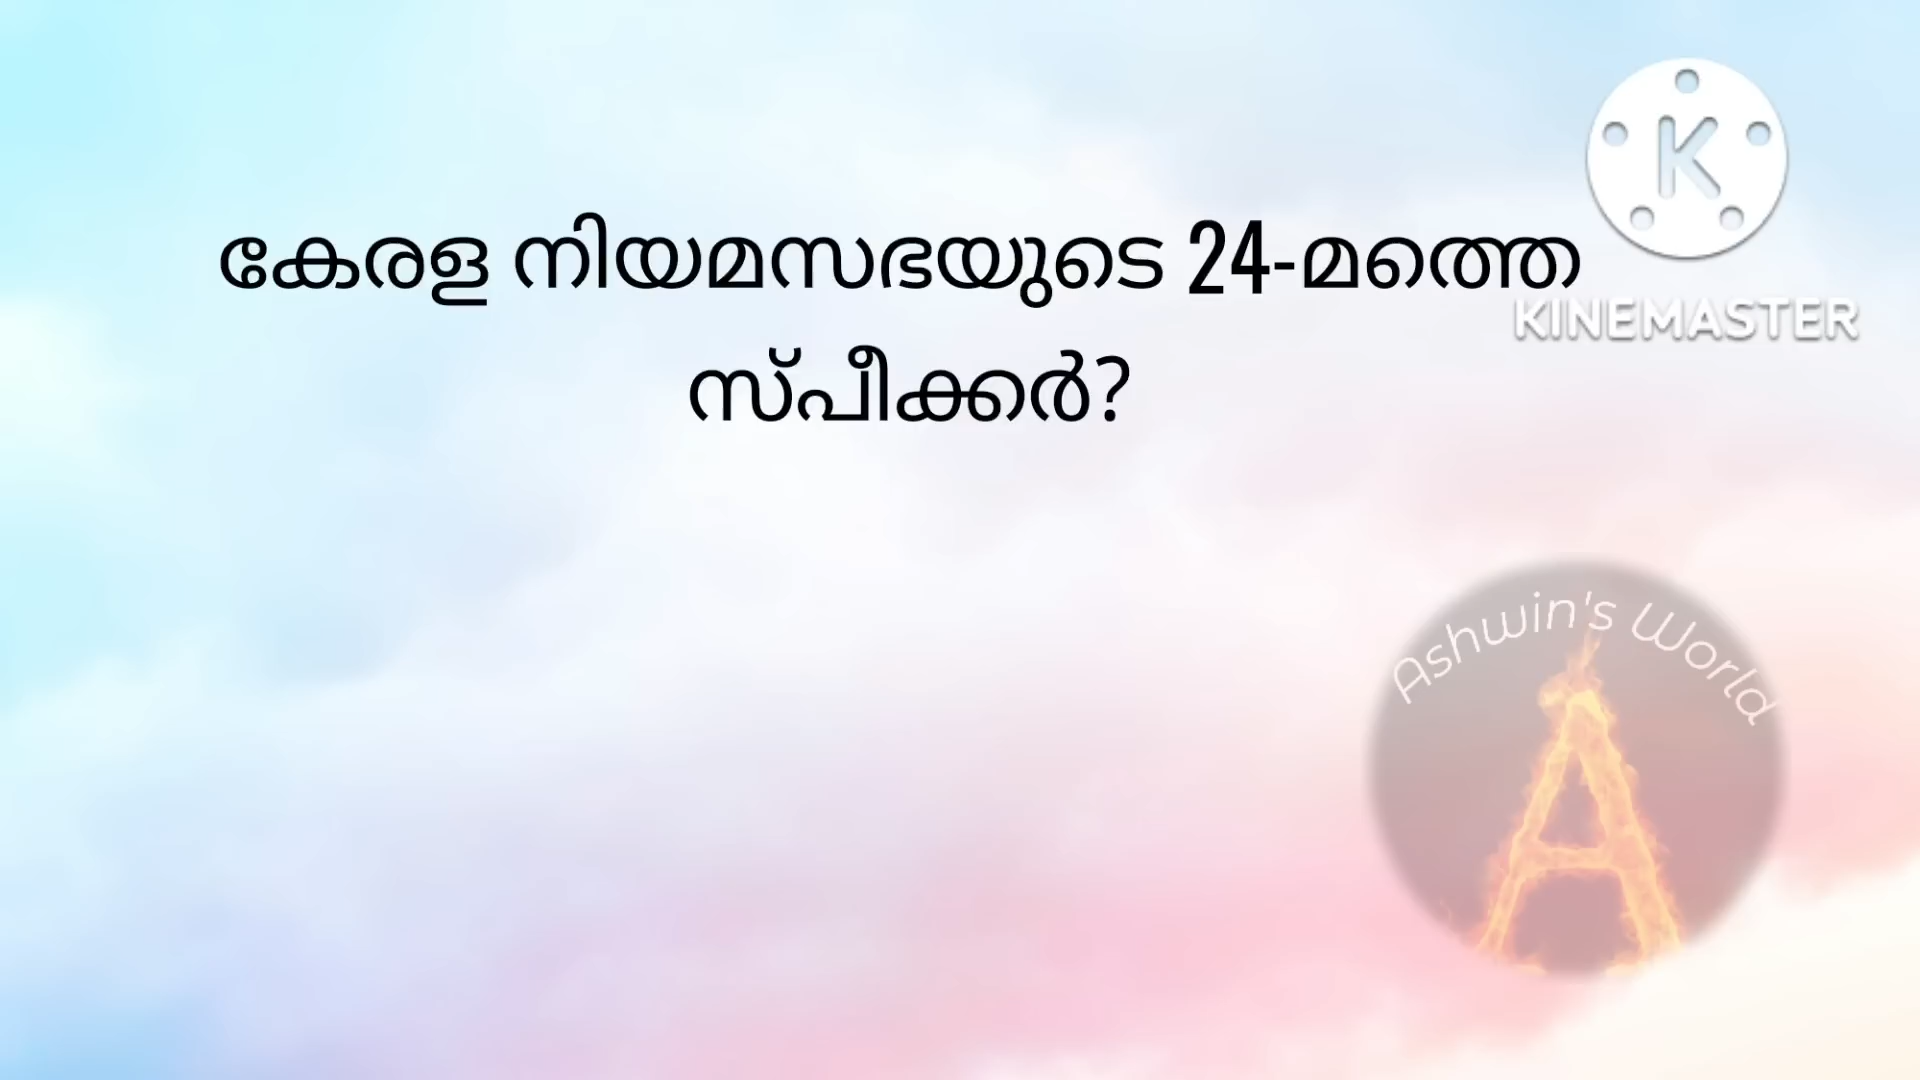 കേരള നിയമസഭയുടെ 24-മത്തെ
സ്പീക്കർ?
K
KINEMASTER
Ashwin's World
A